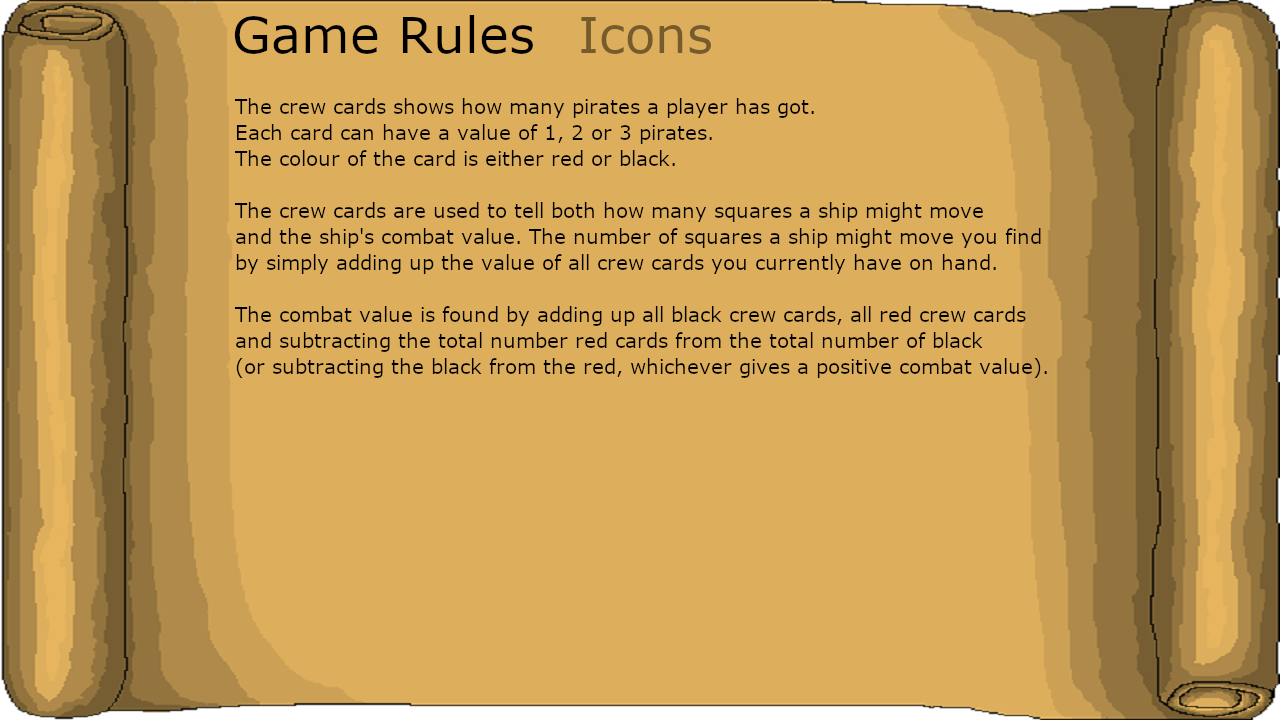 Game Rules Icons
The crew cards shows how many pirates a player has got.
Each card can have a value of 1, 2 or 3 pirates.
The colour of the card is either red or black.
The crew cards are used to tell both how many squares a ship might move
and the ship's combat value. The number of squares a ship might move you find
by simply adding up the value of all crew cards you currently have on hand.
The combat value is found by adding up all black crew cards, all red crew cards
and subtracting the total number red cards from the total number of black
(or subtracting the black from the red, whichever gives a positive combat value).